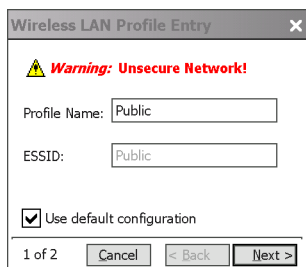 Wireless LAN Profile Entry
Warning: Unsecure Network!
Profile Name: Public
ESSID: Public
Use default configuration
1 of 2 Cancel < Back Next >